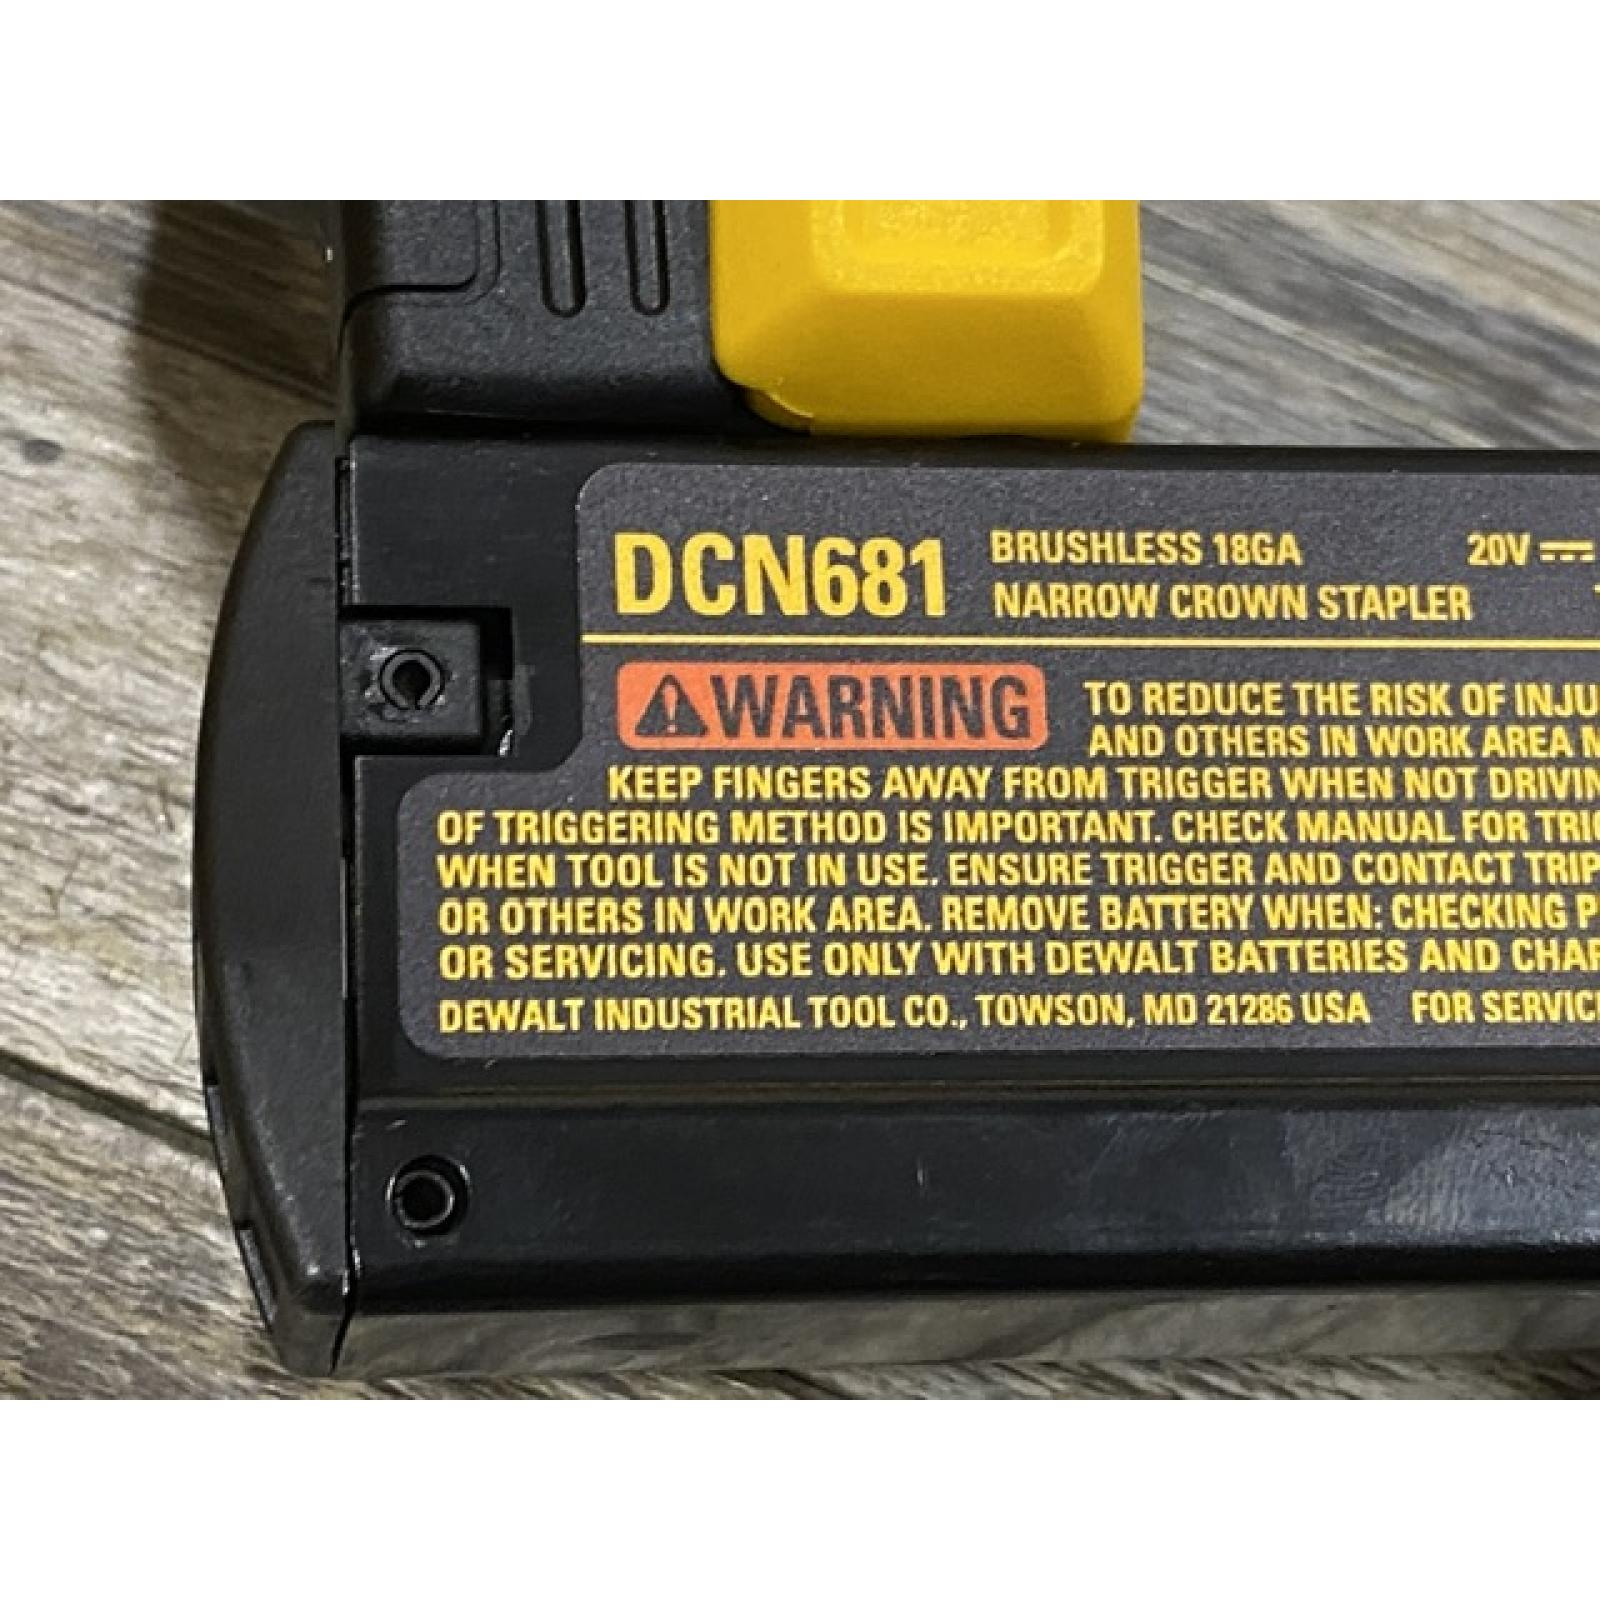 DCN681 BRUSHLESS 18GA 20V
NARROW CROWN STAPLER
WARNING TO REDUCE THE RISK OF
AND OTHERS IN WORK AREA
KEEP FINGERS AWAY FROM TRIGGER WHEN NOT
OF TRIGGERING METHOD IS IMPORTANT. CHECK MANUAL FOR
WHEN TOOL IS NOT IN USE. ENSURE TRIGGER AND CONTACT TRIP
OR OTHERS IN WORK AREA. REMOVE BATTERY WHEN: CHECKING
OR SERVICING. USE ONLY WITH DEWALT BATTERIES AND
DEWALT INDUSTRIAL TOOL CO., TOWSON, MD 21286 USA FOR